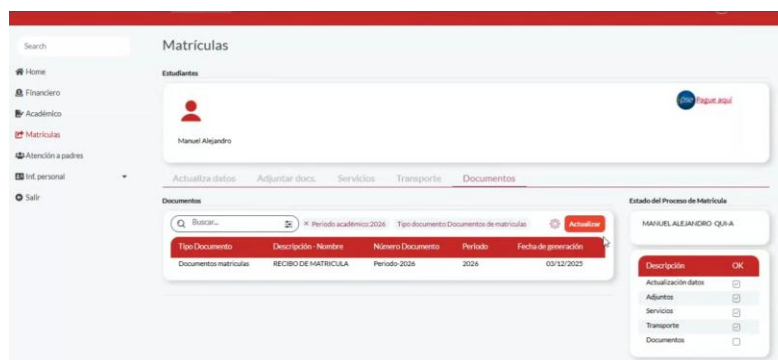 Search
Home
Financiero
Académico
Matrículas
Atención a padres
Inf. personal
Salir
Matrículas
Estudiantes
pse Pague aquí
Manuel Alejandro
Actualiza datos Adjuntar docs. Servicios Transporte Documentos
Documentos
Buscar... × Periodo académico:2026 Tipo documento:Documentos de matriculas Actualizar
Tipo Documento Descripción - Nombre Número Documento Periodo Fecha de generación
Documentos matriculas RECIBO DE MATRICULA Periodo-2026 2026 03/12/2025
Estado del Proceso de Matrícula
MANUEL ALEJANDRO QUI-A
Descripción OK
Actualización datos
Adjuntos
Servicios
Transporte
Documentos